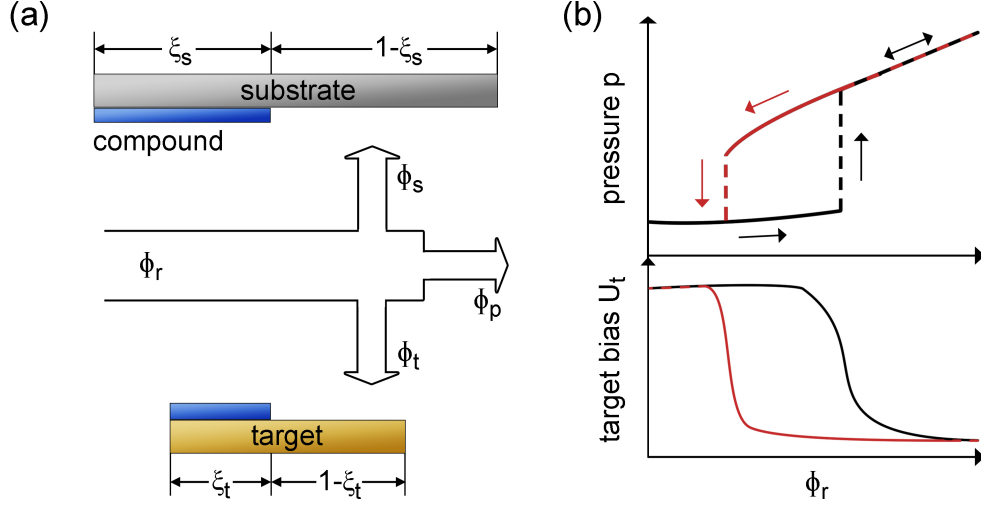 (a)
ξs
1-ξs
substrate
compound
ϕs
ϕr
ϕp
ϕt
target
ξt
1-ξt
(b)
pressure p
target bias Ut
ϕr